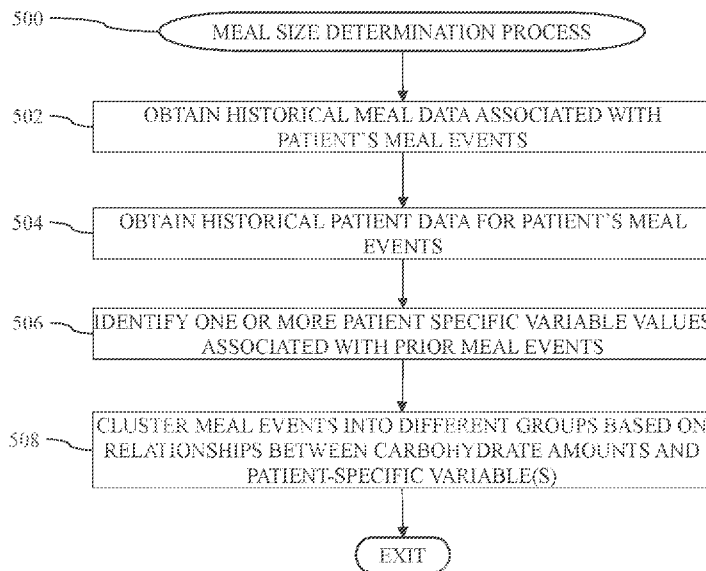 500
MEAL SIZE DETERMINATION PROCESS
502
OBTAIN HISTORICAL MEAL DATA ASSOCIATED WITH
PATIENT'S MEAL EVENTS
504
OBTAIN HISTORICAL PATIENT DATA FOR PATIENT'S MEAL
EVENTS
506
IDENTIFY ONE OR MORE PATIENT SPECIFIC VARIABLE VALUES
ASSOCIATED WITH PRIOR MEAL EVENTS
508
CLUSTER MEAL EVENTS INTO DIFFERENT GROUPS BASED ON
RELATIONSHIPS BETWEEN CARBOHYDRATE AMOUNTS AND
PATIENT-SPECIFIC VARIABLE(S)
EXIT